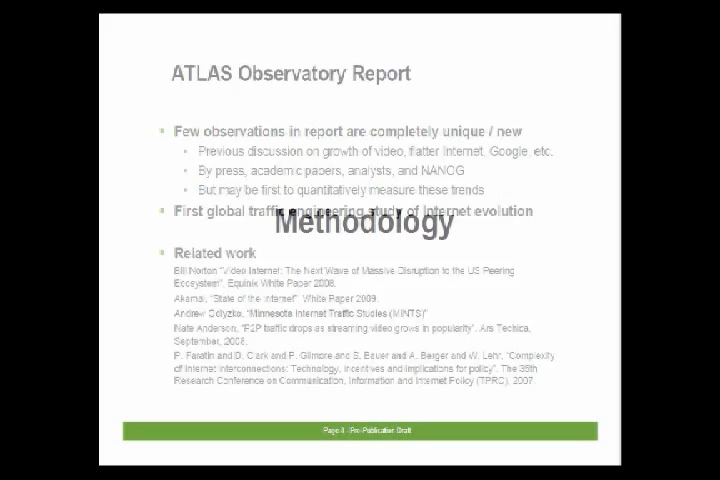 ATLAS Observatory Report
Few observations in report are completely unique / new
Previous discussion on growth of video, flatter Internet, Google, etc.
By press, academic papers, analysts, and NANOG
But may be first to quantitatively measure these trends
First global traffic engineering study of Internet evolution
Methodology
Related work
Bill Norton "Video Internet: The Next Wave of Massive Disruption to the US Peering
Ecosystem". Equinix White Paper 2008.
Akamai, "State of the Internet". White Paper 2009.
Andrew Odlyzko, "Minnesota Internet Traffic Studies (MINTS)"
Nate Anderson, "P2P traffic drops as streaming video grows in popularity". Ars Technica,
September, 2008.
P. Faratin and D. Clark and P. Gilmore and S. Bauer and A. Berger and W. Lehr, "Complexity
of Internet Interconnections: Technology, Incentives and Implications for policy". The 35th
Research Conference on Communication, Information and Internet Policy (TPRC), 2007.
Page 4 - Pre-Publication Draft